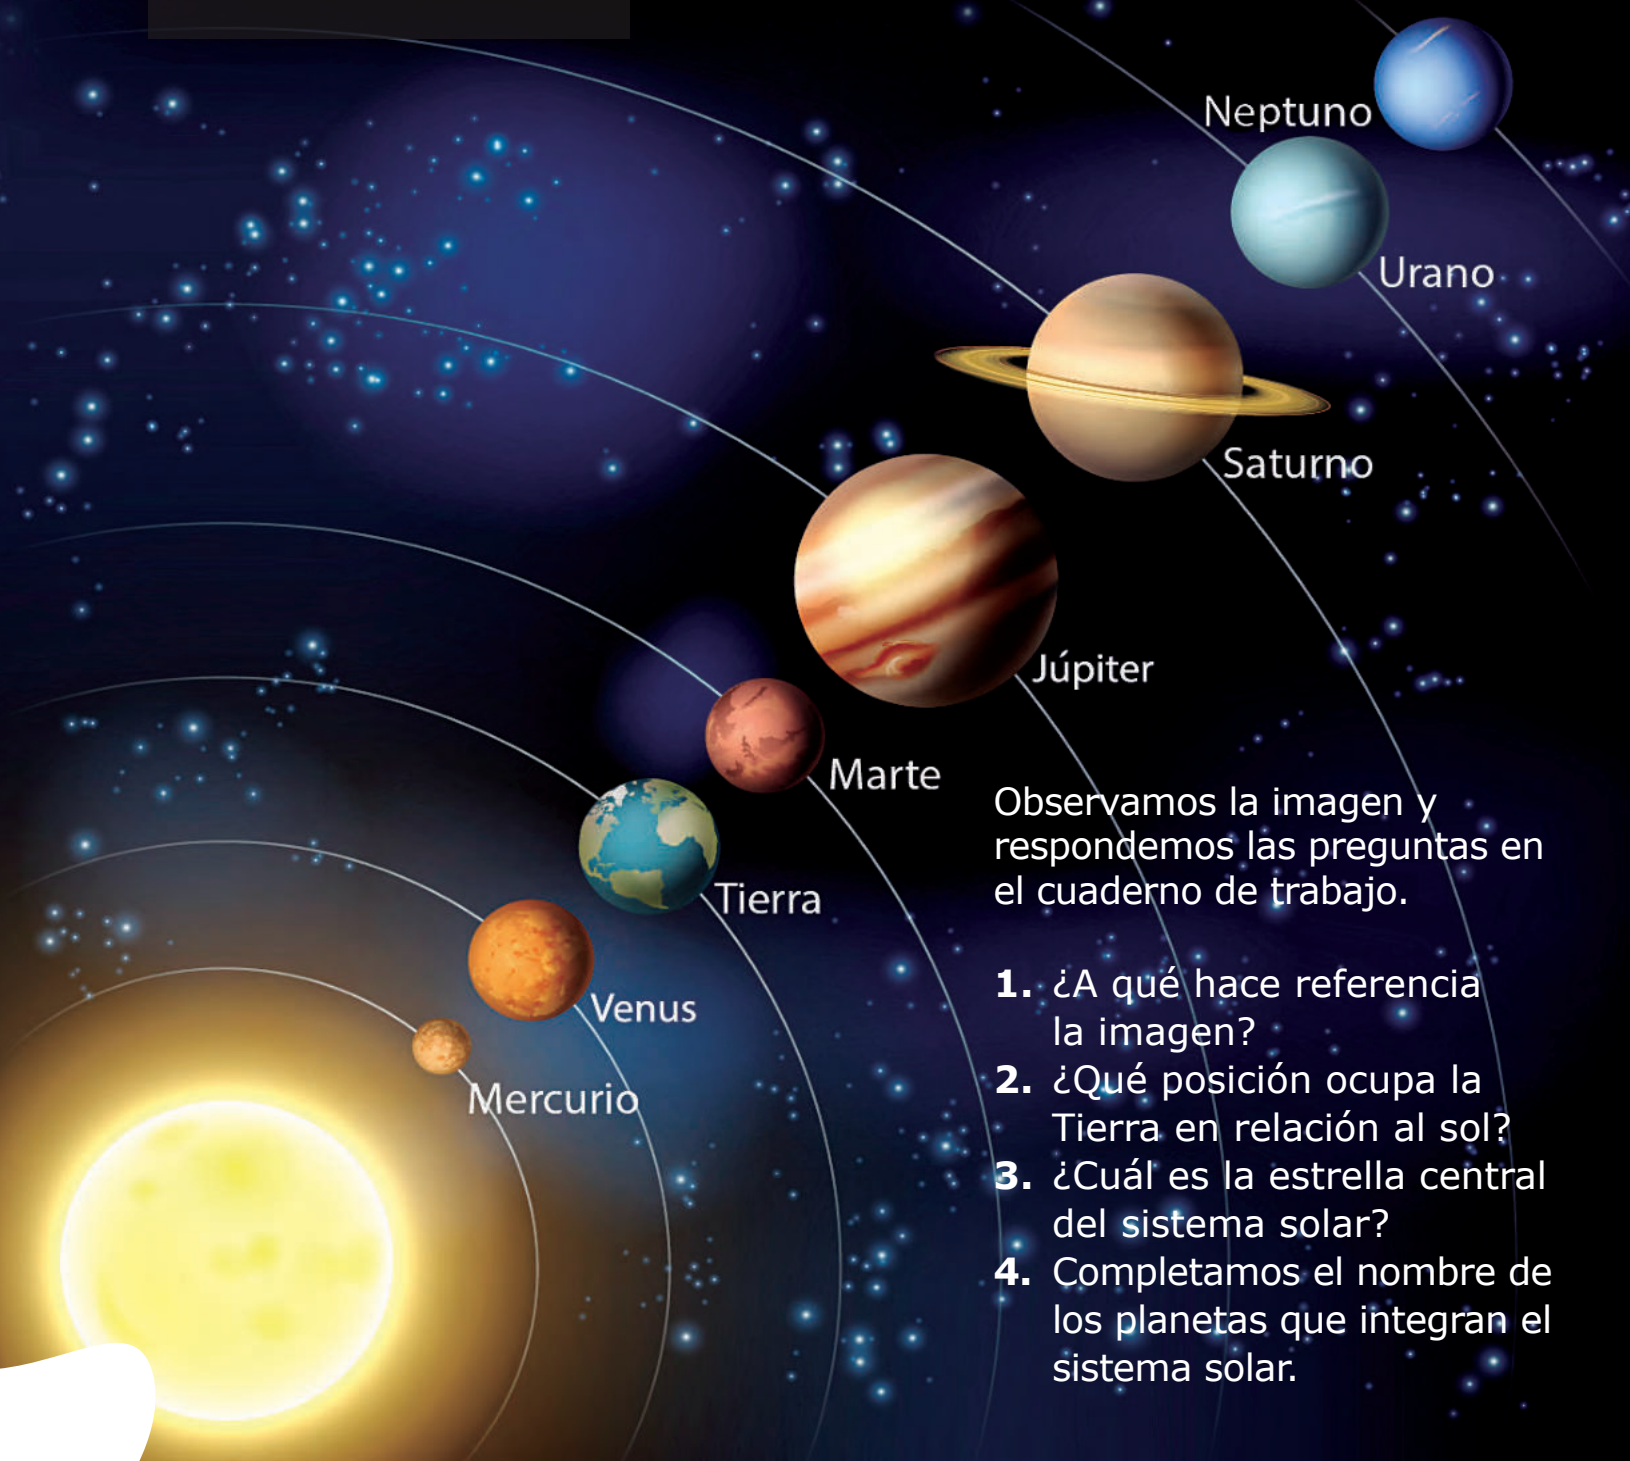 Neptuno
Urano
Saturno
Júpiter
Marte
Tierra
Venus
Mercurio
Observamos la imagen y
respondemos las preguntas en
el cuaderno de trabajo.
1. ¿A qué hace referencia
la imagen?
2. ¿Qué posición ocupa la
Tierra en relación al sol?
3. ¿Cuál es la estrella central
del sistema solar?
4. Completamos el nombre de
los planetas que integran el
sistema solar.